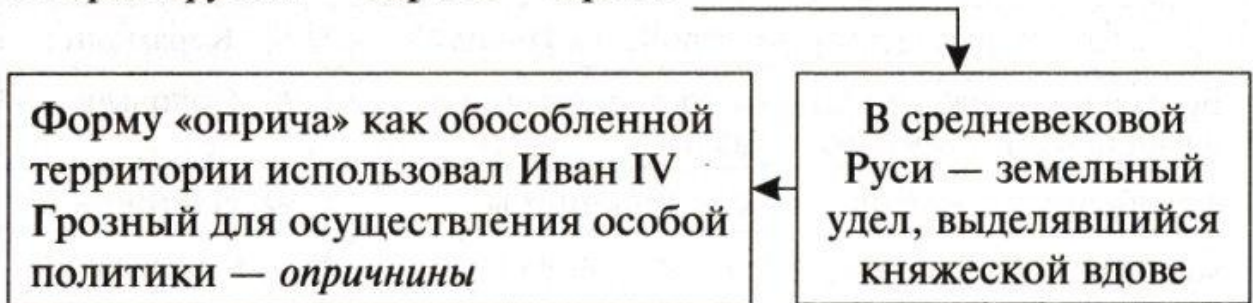 В средневековой
Руси — земельный
удел, выделявшийся
княжеской вдове
Форму «оприча» как обособленной
территории использовал Иван IV
Грозный для осуществления особой
политики — опричнины